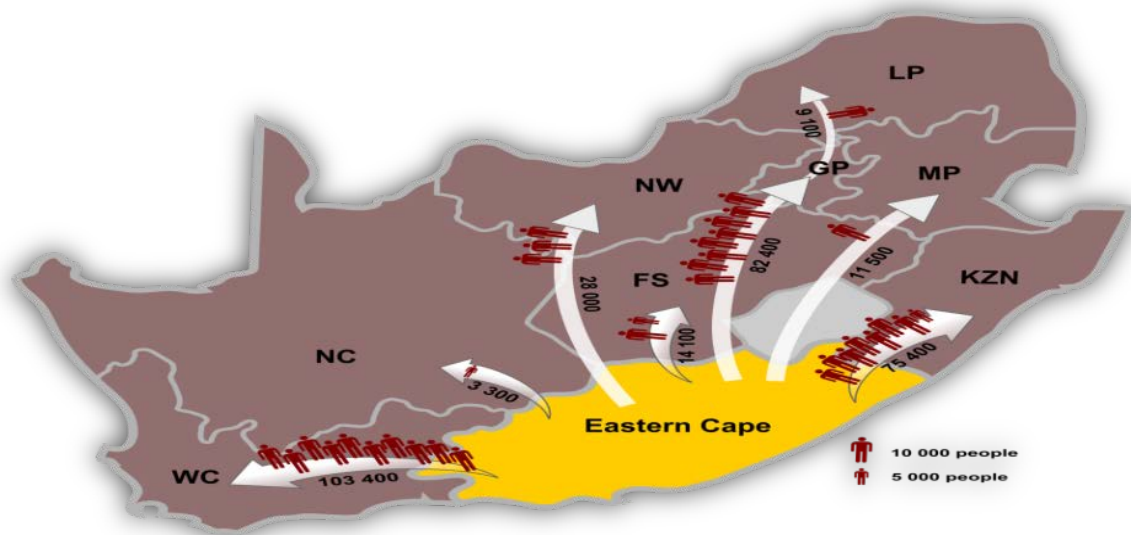 LP
9 100
GP
MP
NW
82 400
11 500
28 000
FS
KZN
14 100
75 400
NC
3 300
Eastern Cape
WC
103 400
10 000 people
5 000 people